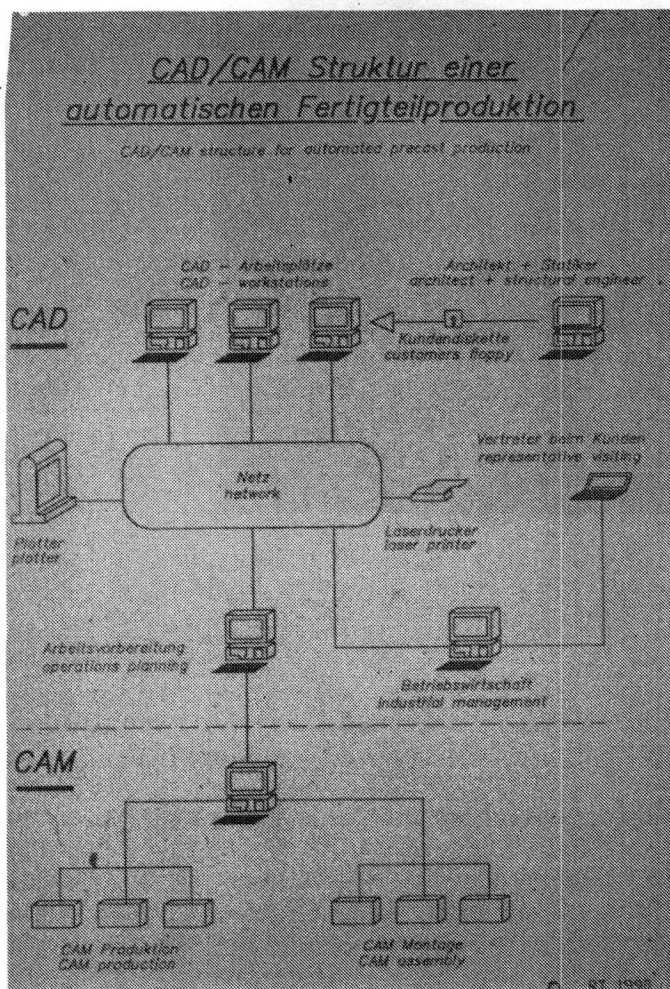 CAD/CAM Struktur einer
automatischen Fertigteilproduktion
CAD/CAM structure for automated precast production
CAD - Arbeitsplätze
CAD - workstations
Architekt + Statiker
architect + structural engineer
CAD
Kundendiskette
customers floppy
Vertreter beim Kunden
representative visiting
Netz
network
Plotter
plotter
Laserdrucker
laser printer
Arbeitsvorbereitung
operations planning
Betriebswirtschaft
industrial management
CAM
CAM Produktion
CAM production
CAM Montage
CAM assembly
1990